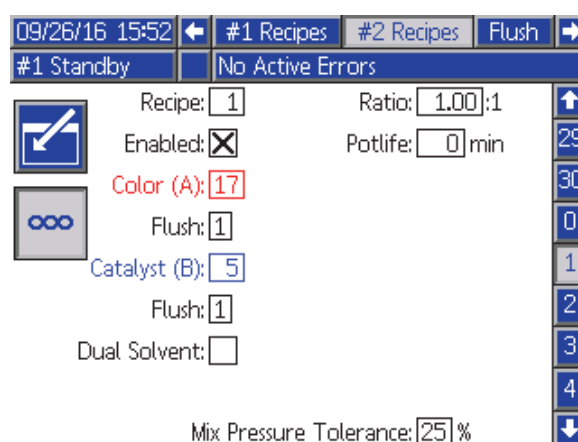 09/26/16 15:52 #1 Recipes #2 Recipes Flush
#1 Standby No Active Errors
Recipe: 1 Ratio: 1.00:1
Enabled: Potlife: 0 min
Color (A): 17
Flush: 1
Catalyst (B): 5
Flush: 1
Dual Solvent:
Mix Pressure Tolerance: 25 %
29
30
0
1
2
3
4